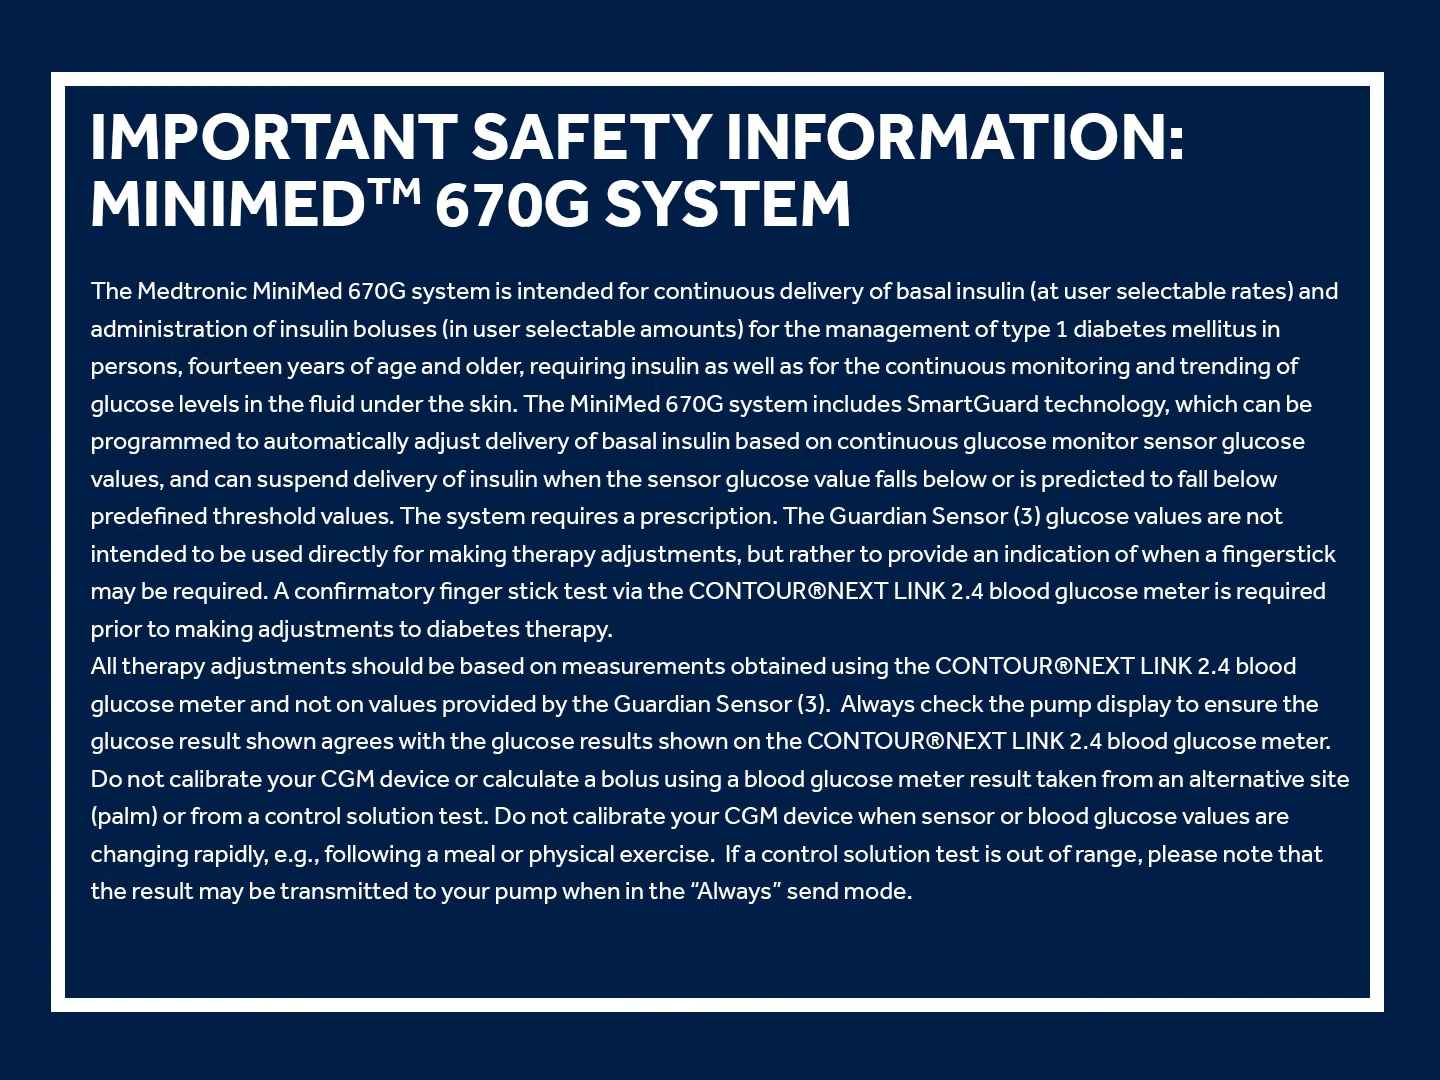 IMPORTANT SAFETY INFORMATION:
MINIMED™ 670G SYSTEM
The Medtronic MiniMed 670G system is intended for continuous delivery of basal insulin (at user selectable rates) and
administration of insulin boluses (in user selectable amounts) for the management of type 1 diabetes mellitus in
persons, fourteen years of age and older, requiring insulin as well as for the continuous monitoring and trending of
glucose levels in the fluid under the skin. The MiniMed 670G system includes SmartGuard technology, which can be
programmed to automatically adjust delivery of basal insulin based on continuous glucose monitor sensor glucose
values, and can suspend delivery of insulin when the sensor glucose value falls below or is predicted to fall below
predefined threshold values. The system requires a prescription. The Guardian Sensor (3) glucose values are not
intended to be used directly for making therapy adjustments, but rather to provide an indication of when a fingerstick
may be required. A confirmatory finger stick test via the CONTOUR®NEXT LINK 2.4 blood glucose meter is required
prior to making adjustments to diabetes therapy.
All therapy adjustments should be based on measurements obtained using the CONTOUR®NEXT LINK 2.4 blood
glucose meter and not on values provided by the Guardian Sensor (3).  Always check the pump display to ensure the
glucose result shown agrees with the glucose results shown on the CONTOUR®NEXT LINK 2.4 blood glucose meter.
Do not calibrate your CGM device or calculate a bolus using a blood glucose meter result taken from an alternative site
(palm) or from a control solution test. Do not calibrate your CGM device when sensor or blood glucose values are
changing rapidly, e.g., following a meal or physical exercise.  If a control solution test is out of range, please note that
the result may be transmitted to your pump when in the “Always” send mode.